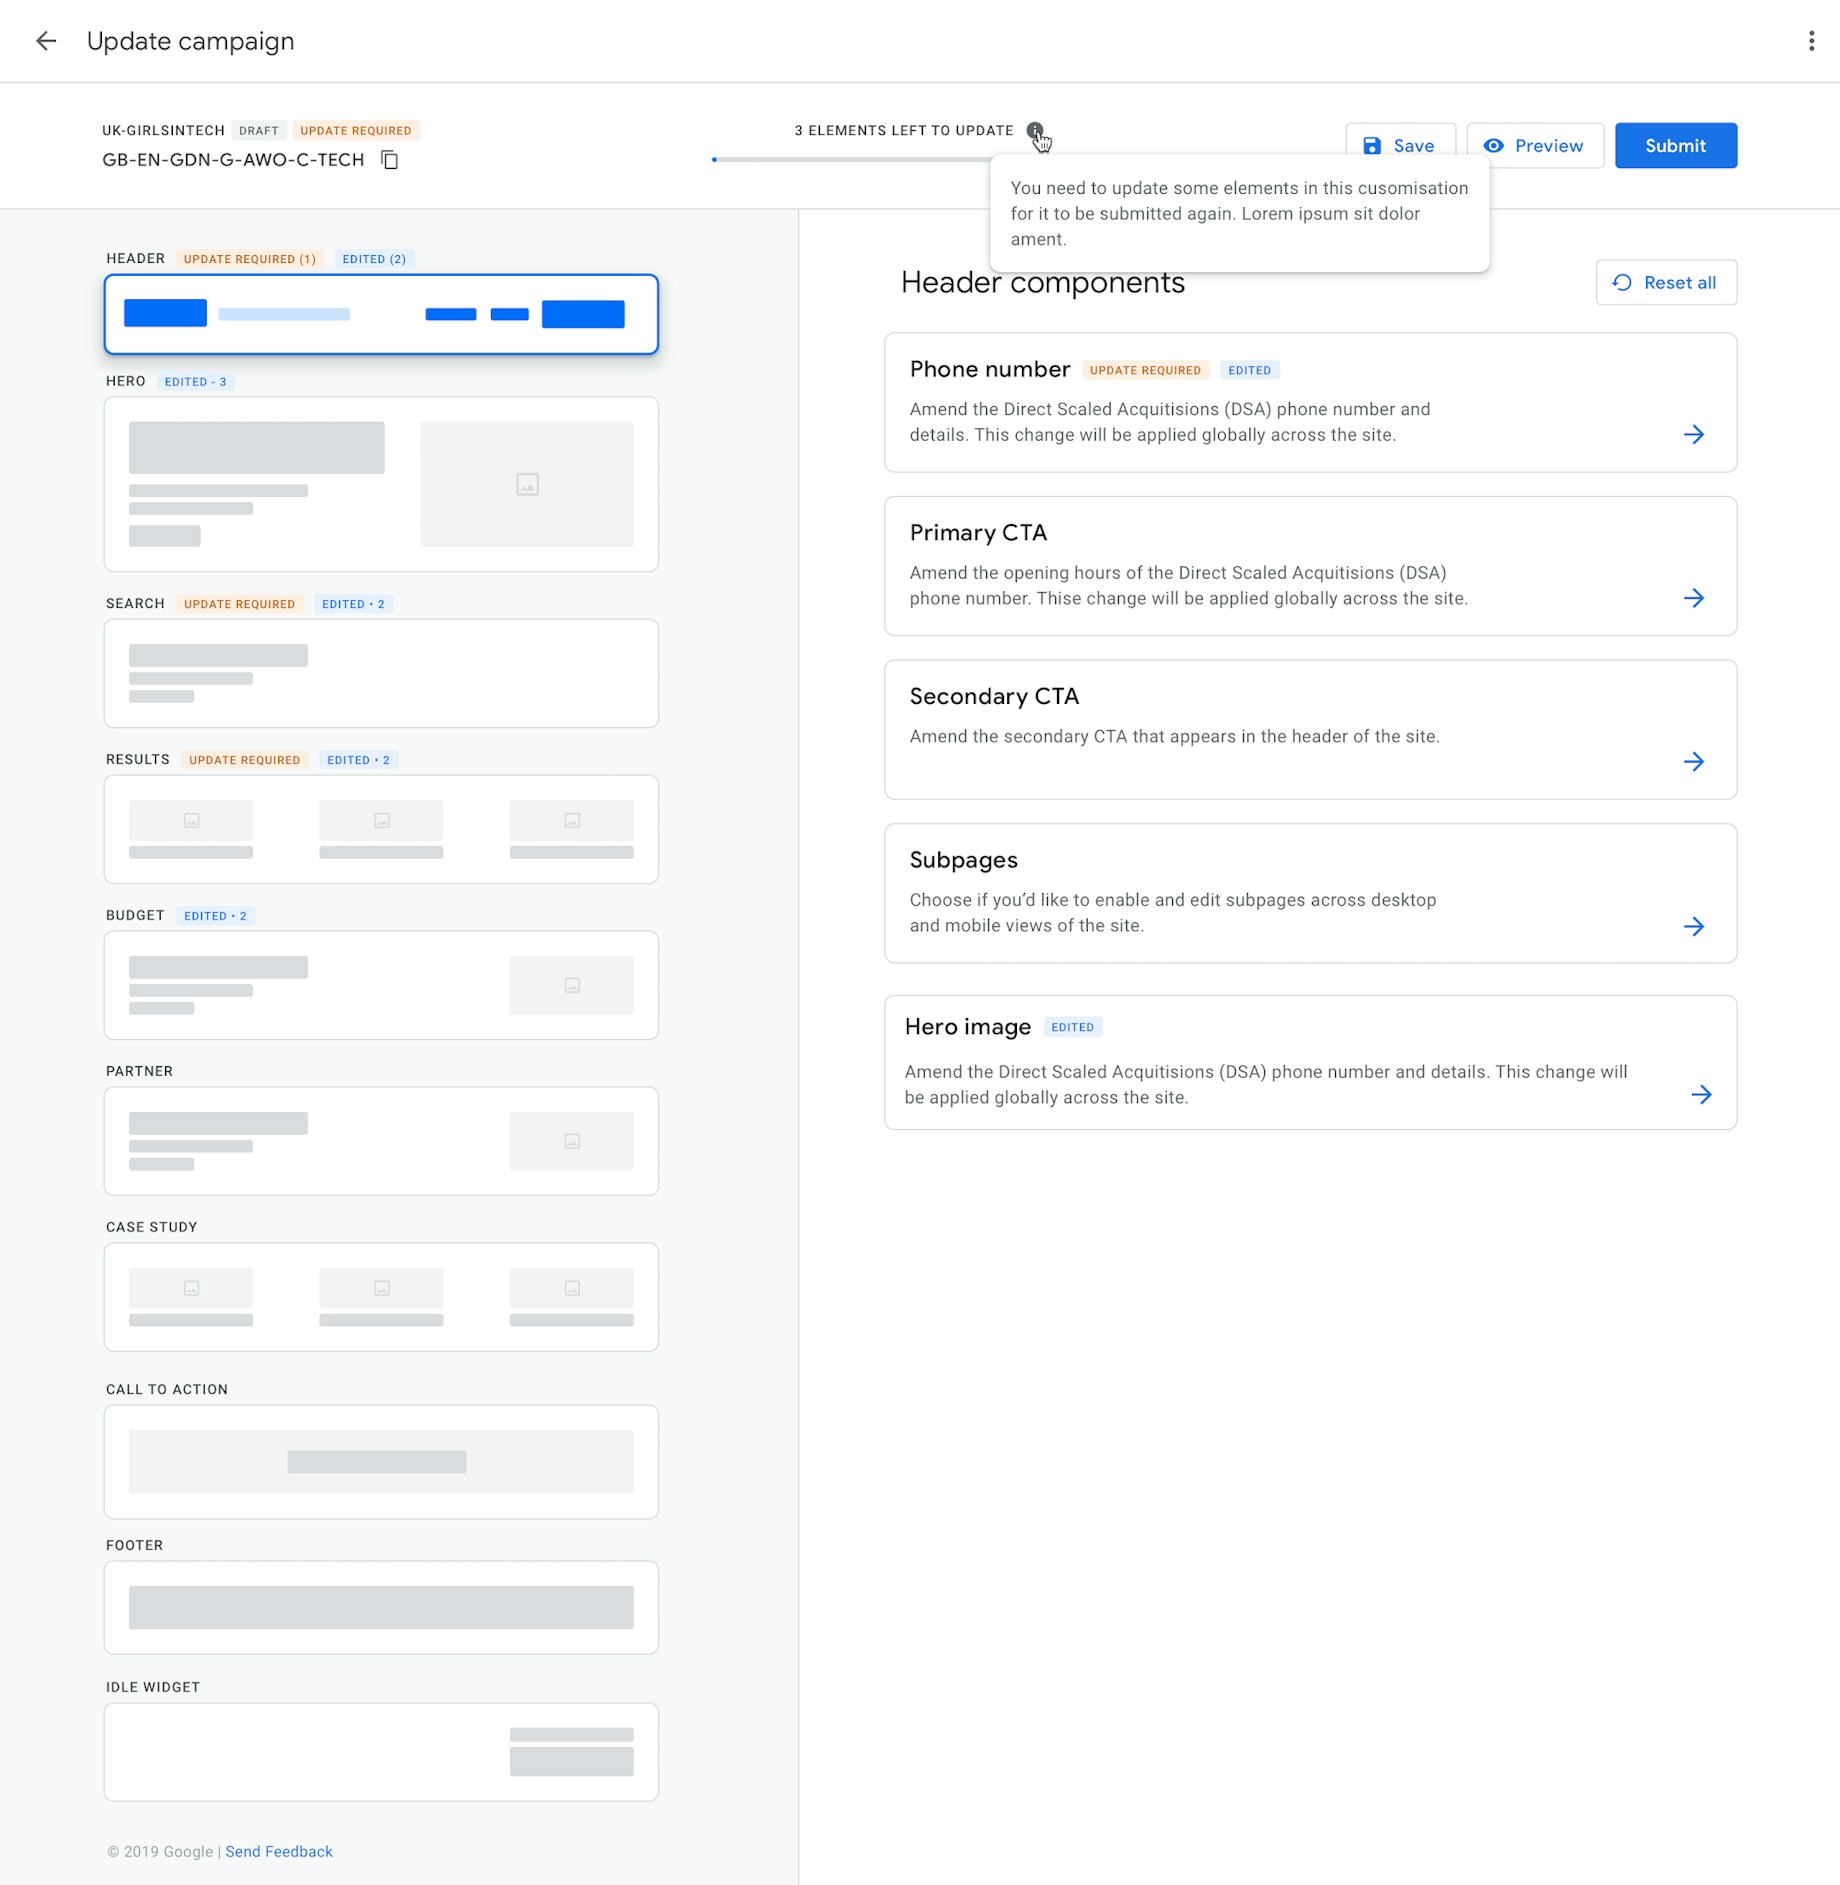 Update campaign
UK-GIRLSINTECH DRAFT UPDATE REQUIRED
GB-EN-GDN-G-AWO-C-TECH
3 ELEMENTS LEFT TO UPDATE
Save
Preview
Submit
You need to update some elements in this cusomisation
for it to be submitted again. Lorem ipsum sit dolor
ament.
HEADER UPDATE REQUIRED (1) EDITED (2)
HERO EDITED - 3
SEARCH UPDATE REQUIRED EDITED • 2
RESULTS UPDATE REQUIRED EDITED • 2
BUDGET EDITED • 2
PARTNER
CASE STUDY
CALL TO ACTION
FOOTER
IDLE WIDGET
© 2019 Google | Send Feedback
Header components
Reset all
Phone number UPDATE REQUIRED EDITED
Amend the Direct Scaled Acquitisions (DSA) phone number and
details. This change will be applied globally across the site.
Primary CTA
Amend the opening hours of the Direct Scaled Acquitisions (DSA)
phone number. Thise change will be applied globally across the site.
Secondary CTA
Amend the secondary CTA that appears in the header of the site.
Subpages
Choose if you’d like to enable and edit subpages across desktop
and mobile views of the site.
Hero image EDITED
Amend the Direct Scaled Acquitisions (DSA) phone number and details. This change will
be applied globally across the site.